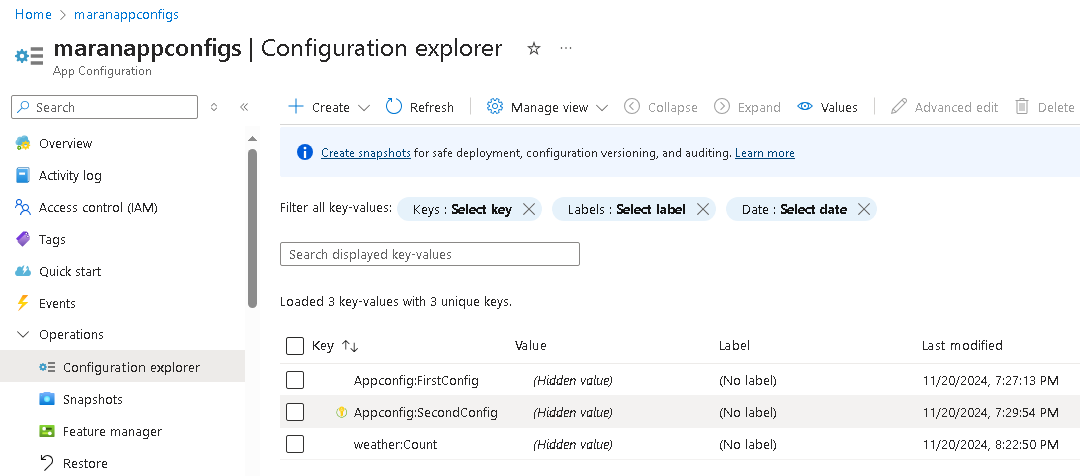 Home > maranappconfigs
maranappconfigs | Configuration explorer ☆ ...
App Configuration
Search
Overview
Activity log
Access control (IAM)
Tags
Quick start
Events
Operations
Configuration explorer
Snapshots
Feature manager
Restore
Create Refresh Manage view Collapse Expand Values Advanced edit Delete
Create snapshots for safe deployment, configuration versioning, and auditing. Learn more
Filter all key-values: Keys : Select key Labels : Select label Date : Select date
Search displayed key-values
Loaded 3 key-values with 3 unique keys.
Key Value Label Last modified
Appconfig:FirstConfig (Hidden value) (No label) 11/20/2024, 7:27:13 PM
Appconfig:SecondConfig (Hidden value) (No label) 11/20/2024, 7:29:54 PM
weather:Count (Hidden value) (No label) 11/20/2024, 8:22:50 PM